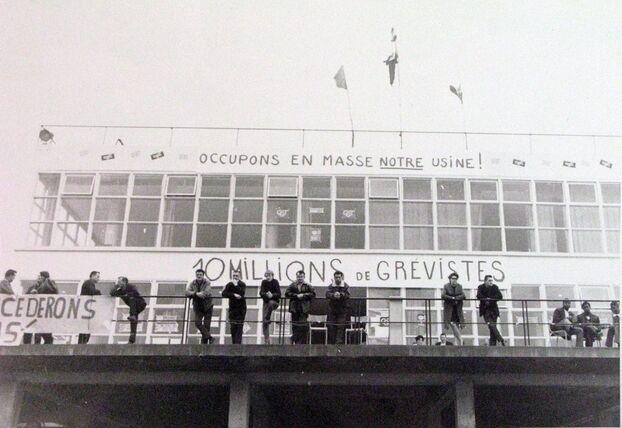 OCCUPONS EN MASSE NOTRE USINE!
10 MILLIONS DE GRÉVISTES
CÉDERONS